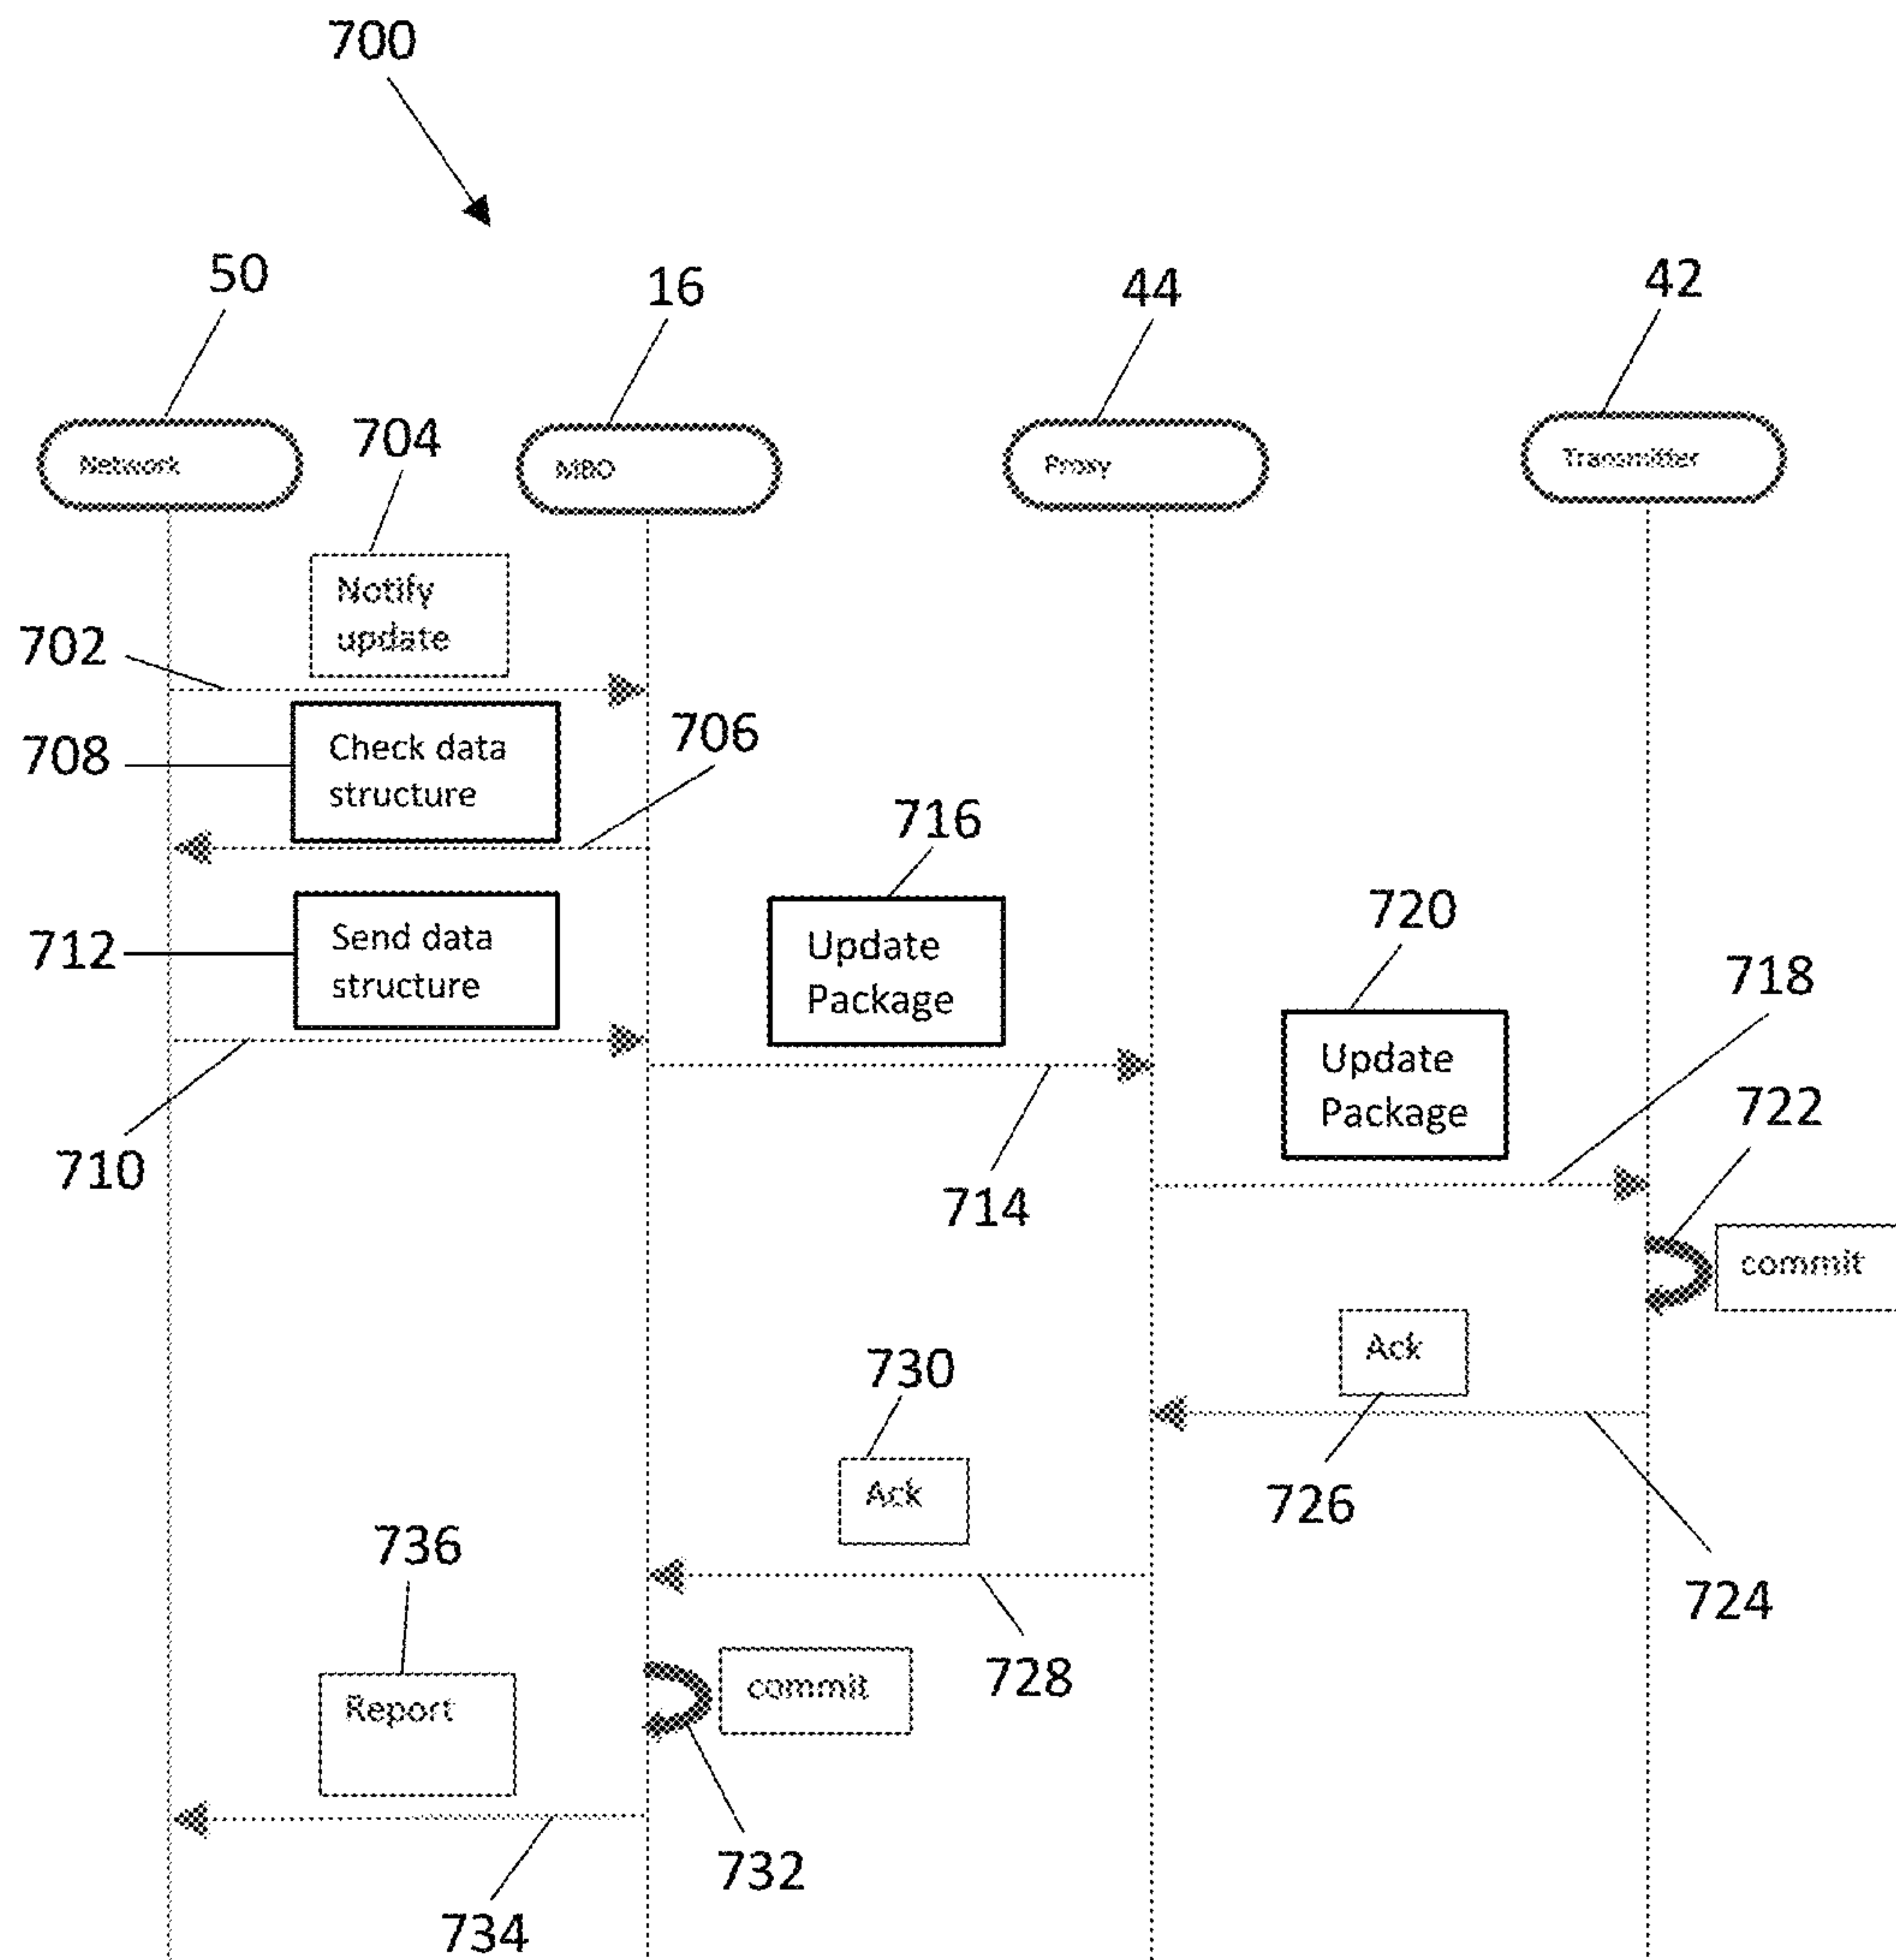 700
50
16
44
42
Network
704
MBO
Proxy
Transmitter
Notify
update
702
708
Check data
structure
706
716
712
Send data
structure
Update
Package
720
718
Update
Package
722
710
714
commit
Ack
730
726
Ack
724
736
728
commit
Report
732
734